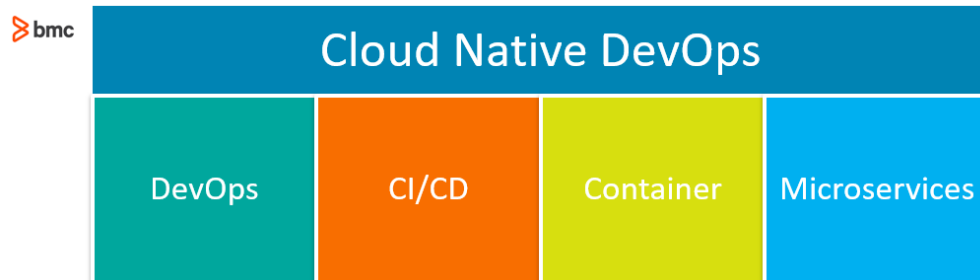 bmc
Cloud Native DevOps
DevOps
CI/CD
Container
Microservices